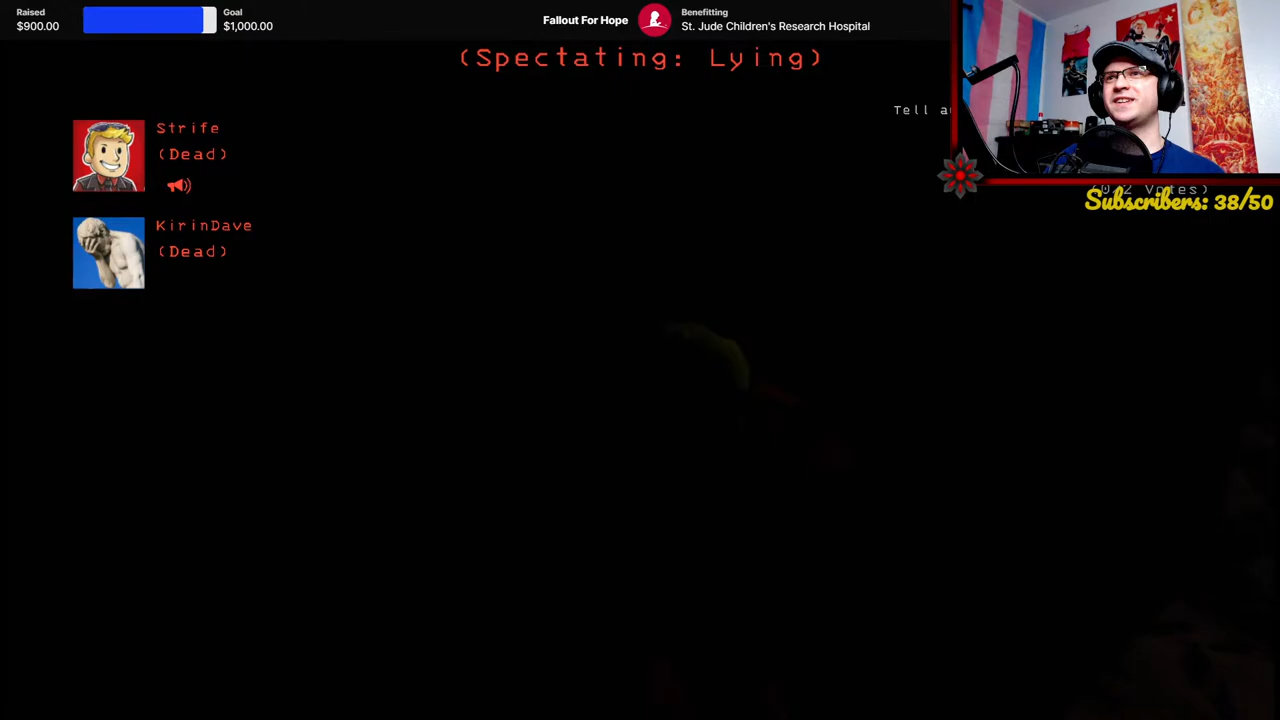 Raised
$900.00
Goal
$1,000.00
Fallout For Hope
Benefitting
St. Jude Children's Research Hospital
(Spectating: Lying)
Tell
Strife
(Dead)
KirinDave
(Dead)
Votes)
Subscribers: 38/50